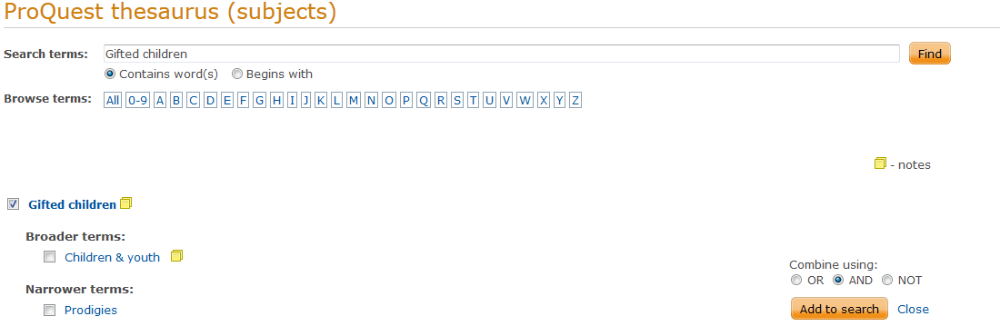 ProQuest thesaurus (subjects)
Search terms: Gifted children Find
Contains word(s) Begins with
Browse terms: All 0-9 A B C D E F G H I J K L M N O P Q R S T U V W X Y Z
- notes
Gifted children
Broader terms:
Children & youth
Narrower terms:
Prodigies
Combine using:
OR AND NOT
Add to search Close